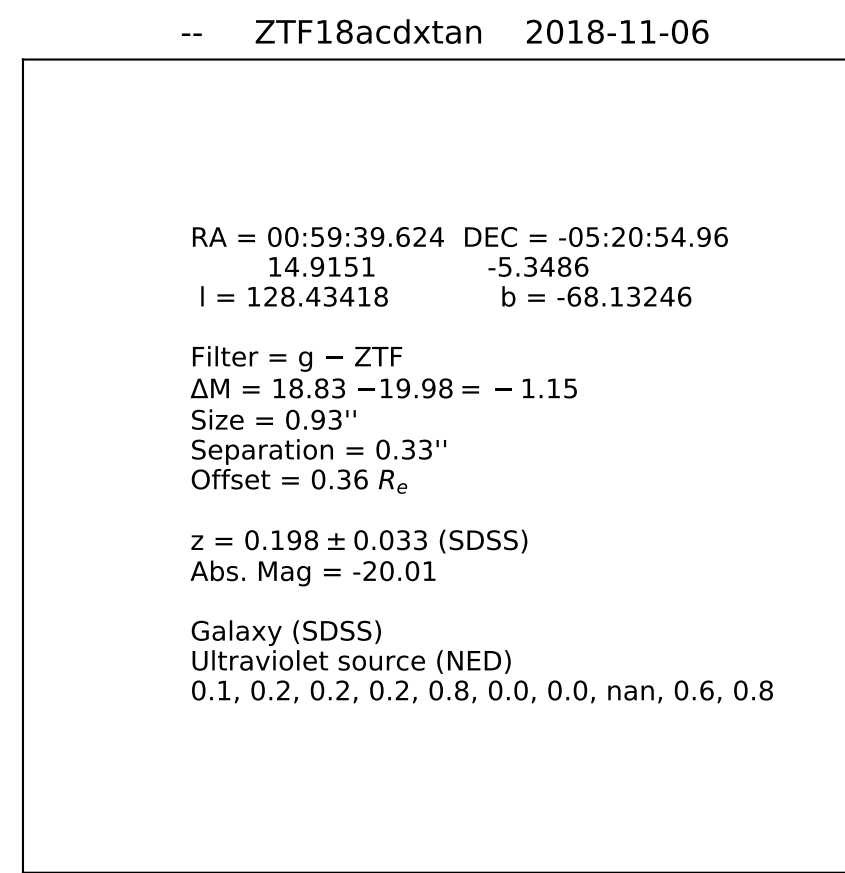 --     ZTF18acdxtan    2018-11-06
RA = 00:59:39.624  DEC = -05:20:54.96
14.9151    -5.3486
l = 128.43418    b = -68.13246
Filter = g − ZTF
ΔM = 18.83 −19.98 = − 1.15
Size = 0.93''
Separation = 0.33''
Offset = 0.36 Rₑ
z = 0.198 ± 0.033 (SDSS)
Abs. Mag = -20.01
Galaxy (SDSS)
Ultraviolet source (NED)
0.1, 0.2, 0.2, 0.2, 0.8, 0.0, 0.0, nan, 0.6, 0.8